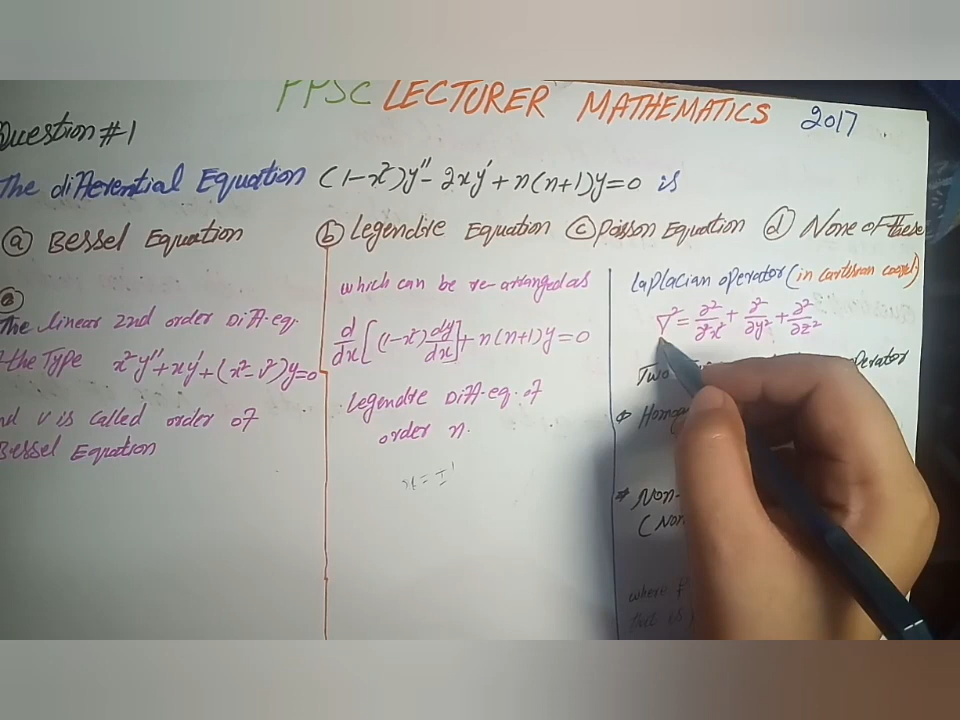 PPSC LECTURER MATHEMATICS 2017
Question #1
The differential Equation (1-x²)y"- 2xy'+n(n+1)y=0 is
(a) Bessel Equation (b) Legendre Equation (c) Poisson Equation (d) None of These
(a)
The linear 2nd order Diff. eq.
the Type x²y"+xy'+(x²-v²)y=0
nd v is called order of
Bessel Equation
which can be re-arranged as
d/dx[(1-x²)dy/dx]+n(n+1)y=0
Legendre Diff. eq. of
order n.
x = ±1
Laplacian operator (in Cartesian
∇² = ∂²/∂x² + ∂²/∂y² + ∂²/∂z²
Two
Homog
Non-
(Non
where
that is